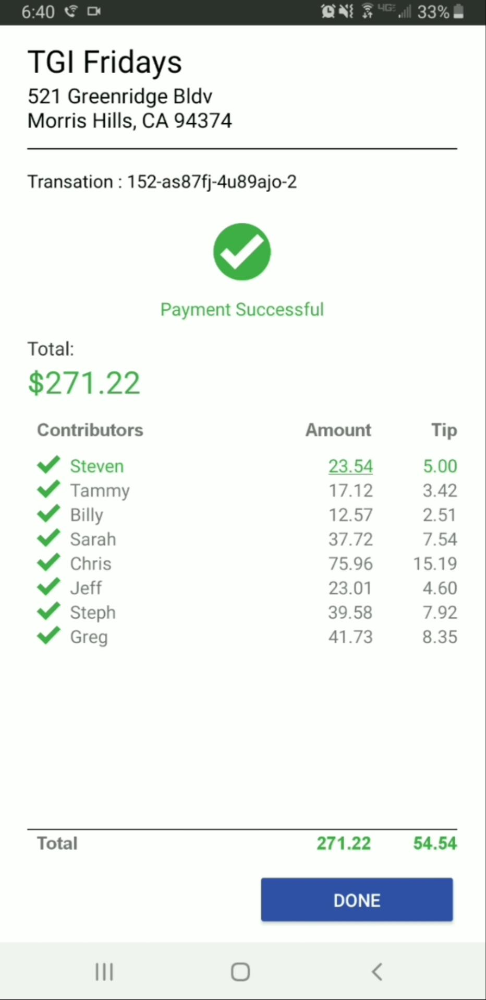 6:40 4GE 33%
TGI Fridays
521 Greenridge Bldv
Morris Hills, CA 94374
Transation : 152-as87fj-4u89ajo-2
Payment Successful
Total:
$271.22
Contributors Amount Tip
Steven 23.54 5.00
Tammy 17.12 3.42
Billy 12.57 2.51
Sarah 37.72 7.54
Chris 75.96 15.19
Jeff 23.01 4.60
Steph 39.58 7.92
Greg 41.73 8.35
Total 271.22 54.54
DONE